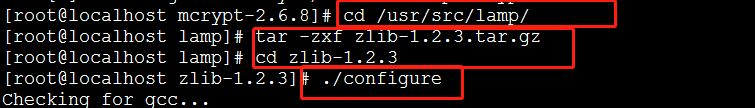 [root@localhost mcrypt-2.6.8]# cd /usr/src/lamp/
[root@localhost lamp]# tar -zxf zlib-1.2.3.tar.gz
[root@localhost lamp]# cd zlib-1.2.3
[root@localhost zlib-1.2.3]# ./configure
Checking for gcc...